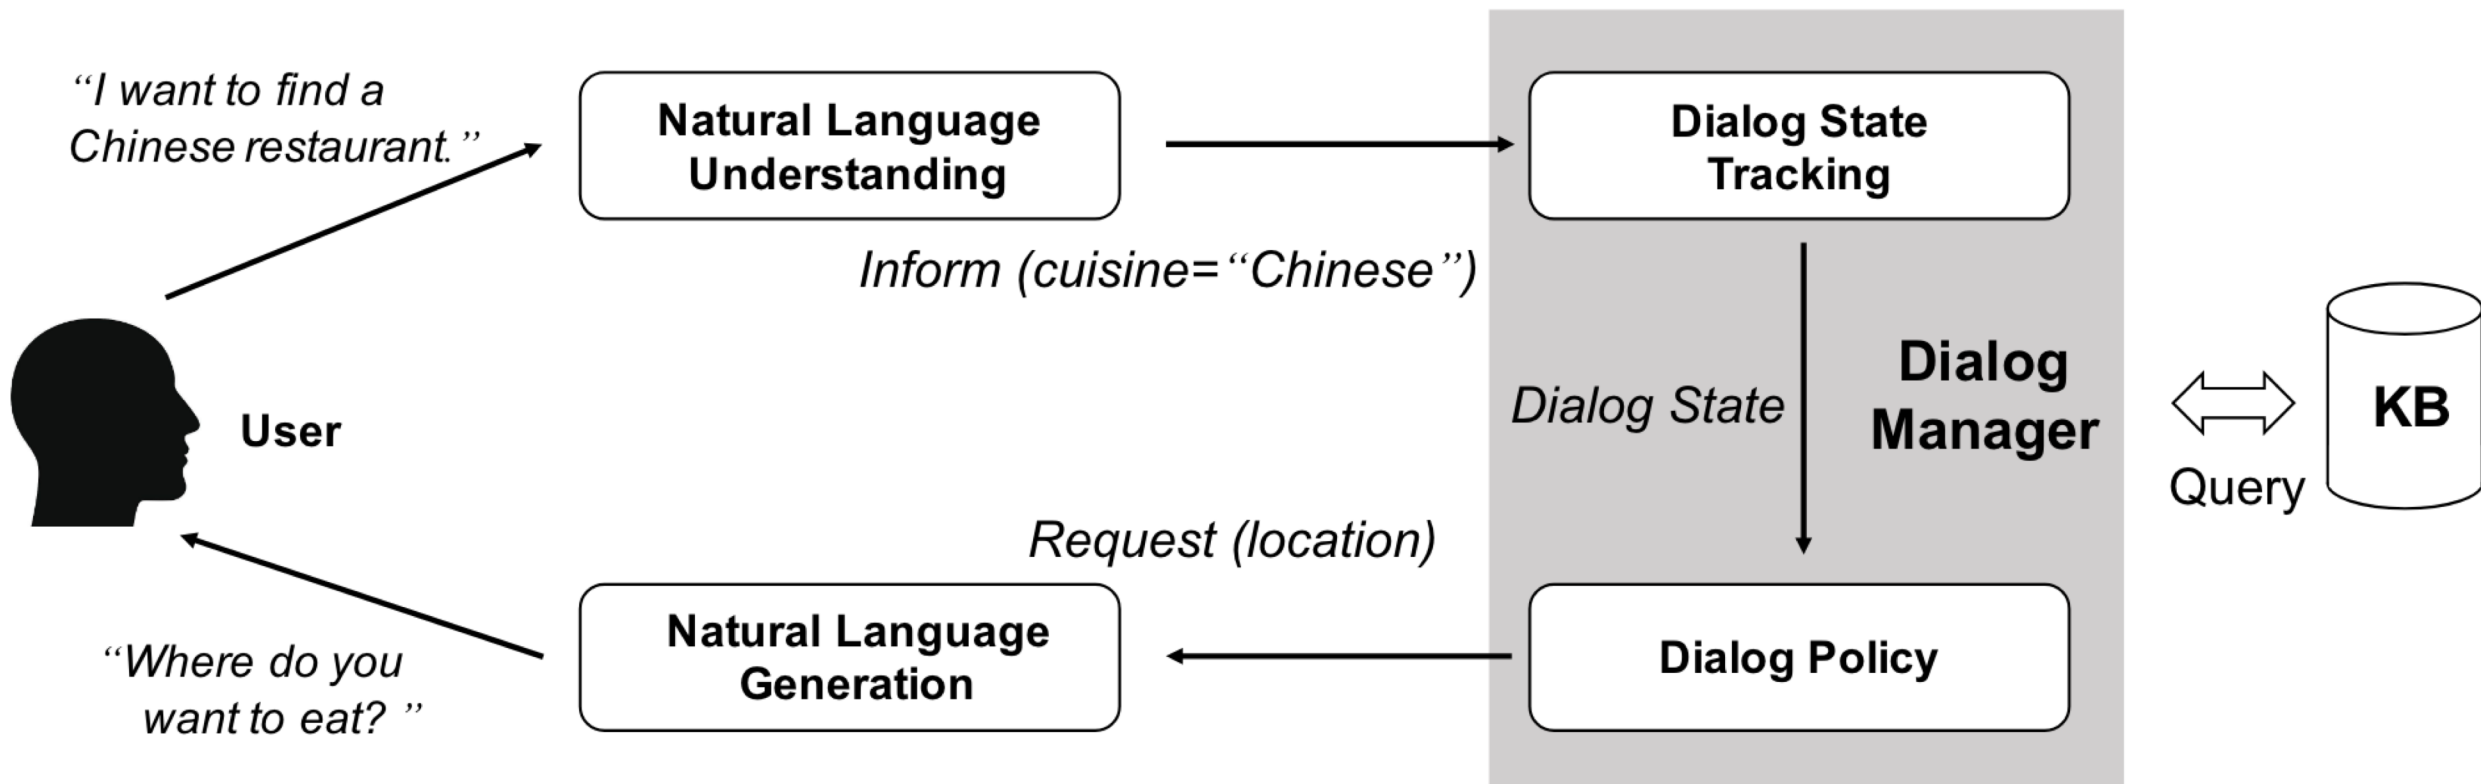 “I want to find a
Chinese restaurant.”
Natural Language
Understanding
Dialog State
Tracking
Inform (cuisine=“Chinese”)
User
Dialog State
Dialog
Manager
KB
Query
Request (location)
Natural Language
Generation
Dialog Policy
“Where do you
want to eat? ”